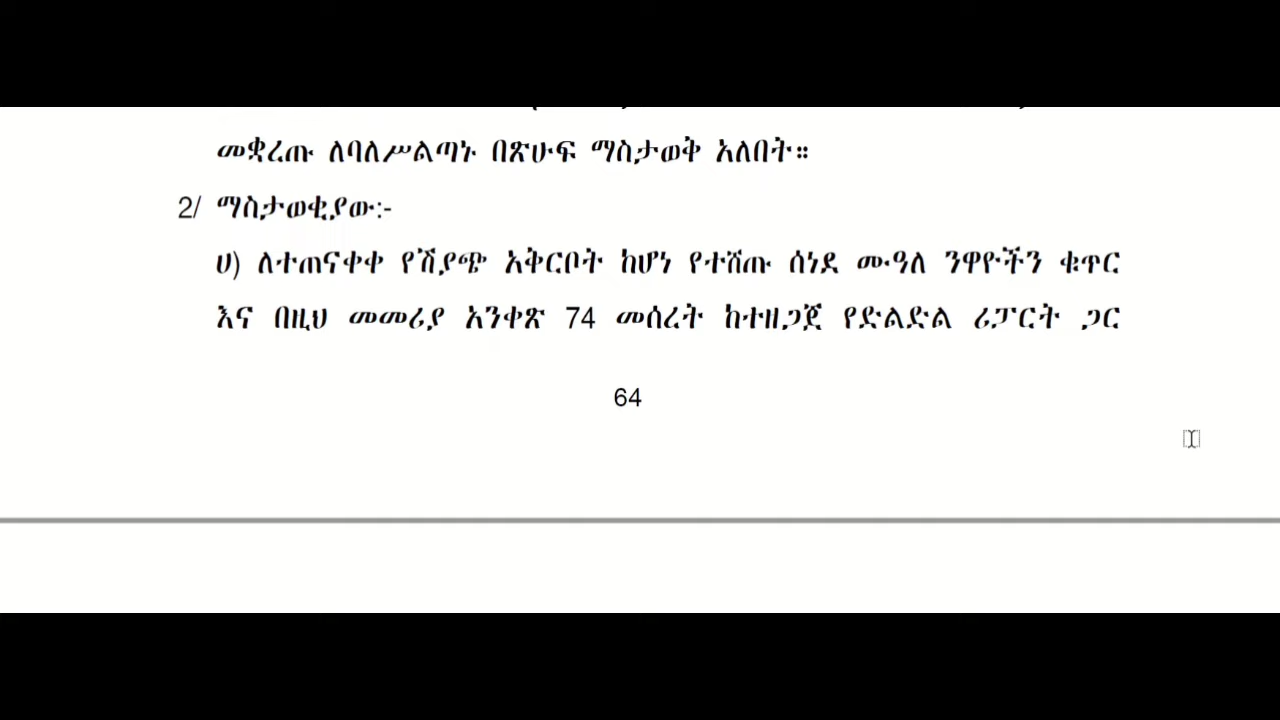 መቋረጡ ለባለሥልጣኑ በጽሁፍ ማስታወቅ አለበት።
2/ ማስታወቂያው:-
ሀ) ለተጠናቀቀ የሽያጭ አቅርቦት ከሆነ የተሸጡ ሰነደ ሙዓለ ንዋዮችን ቁጥር
እና በዚህ መመሪያ አንቀጽ 74 መሰረት ከተዘጋጀ የድልድል ሪፓርት ጋር
64